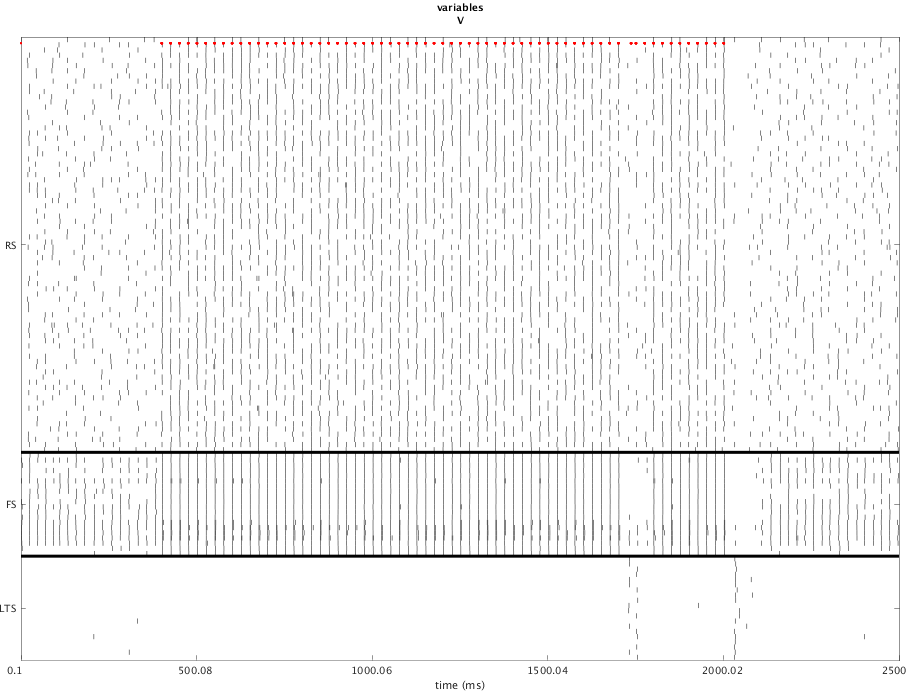 variables
V
RS
FS
LTS
0.1
500.08
1000.06
1500.04
2000.02
2500
time (ms)